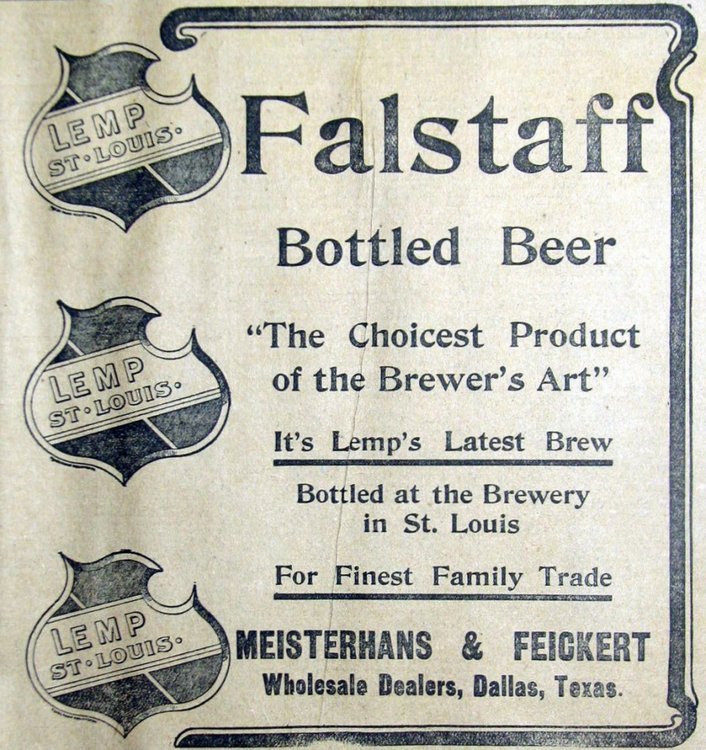 LEMP
ST. LOUIS.
Falstaff
Bottled Beer
"The Choicest Product
of the Brewer's Art"
LEMP
ST. LOUIS.
It's Lemp's Latest Brew
Bottled at the Brewery
in St. Louis
For Finest Family Trade
LEMP
ST. LOUIS.
MEISTERHANS & FEICKERT
Wholesale Dealers, Dallas, Texas.